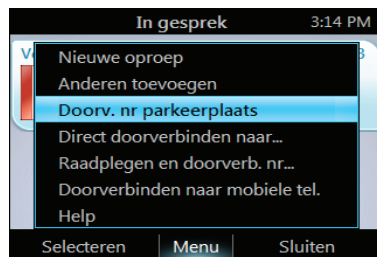 In gesprek 3:14 PM
Nieuwe oproep
Anderen toevoegen
Doorv. nr parkeerplaats
Direct doorverbinden naar...
Raadplegen en doorverb. nr...
Doorverbinden naar mobiele tel.
Help
Selecteren Menu Sluiten